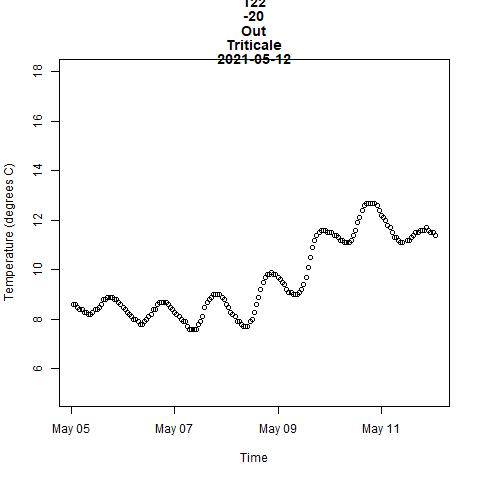 122
-20
Out
Triticale
2021-05-12
18
16
14
12
10
8
6
Temperature (degrees C)
May 05
May 07
May 09
May 11
Time